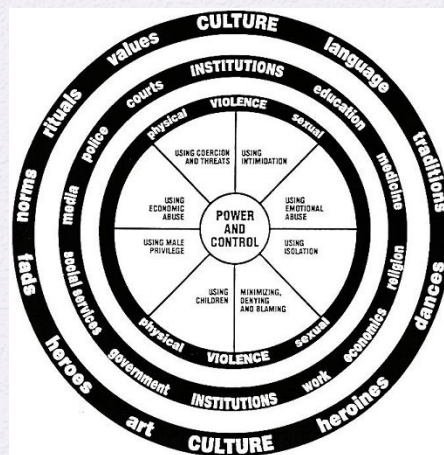 CULTURE
language
traditions
dances
heroines
CULTURE
art
heroes
fads
norms
rituals
values
INSTITUTIONS
education
medicine
religion
economics
work
INSTITUTIONS
government
social services
media
police
courts
physical VIOLENCE sexual
physical VIOLENCE sexual
USING COERCION
AND THREATS
USING
INTIMIDATION
USING
EMOTIONAL
ABUSE
USING
ISOLATION
MINIMIZING,
DENYING
AND BLAMING
USING
CHILDREN
USING MALE
PRIVILEGE
USING
ECONOMIC
ABUSE
POWER
AND
CONTROL